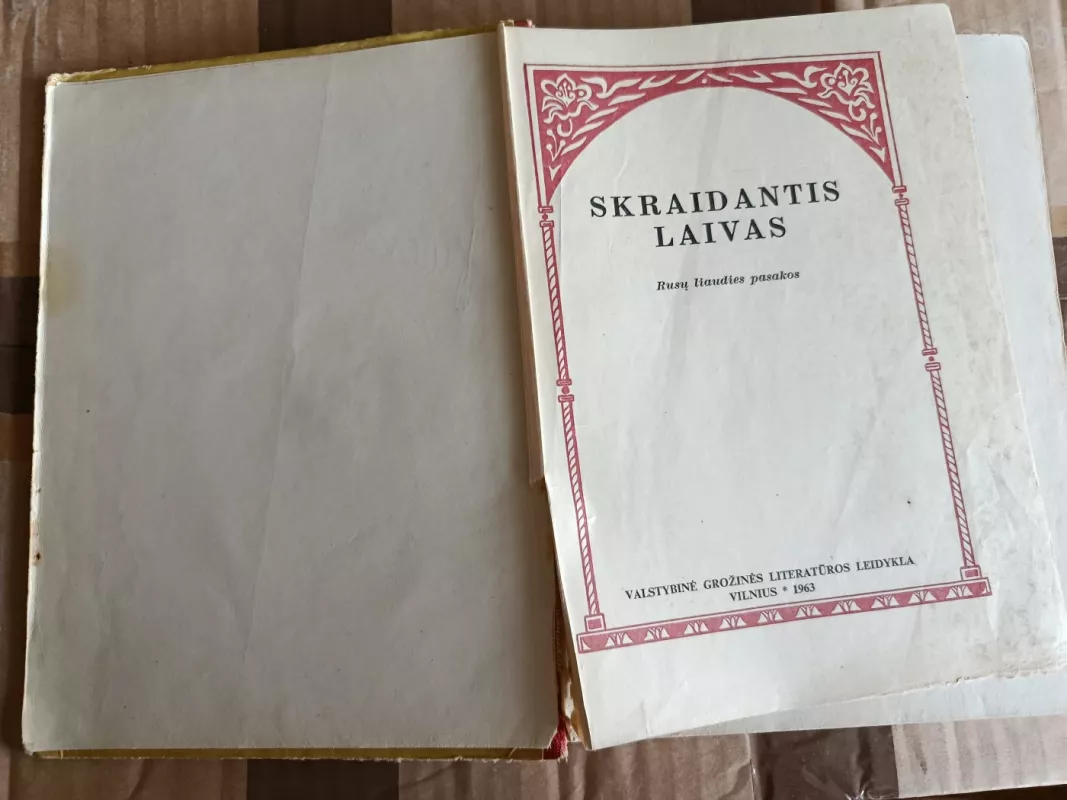 SKRAIDANTIS
LAIVAS
Rusų liaudies pasakos
VALSTYBINĖ GROŽINĖS LITERATŪROS LEIDYKLA
VILNIUS * 1963